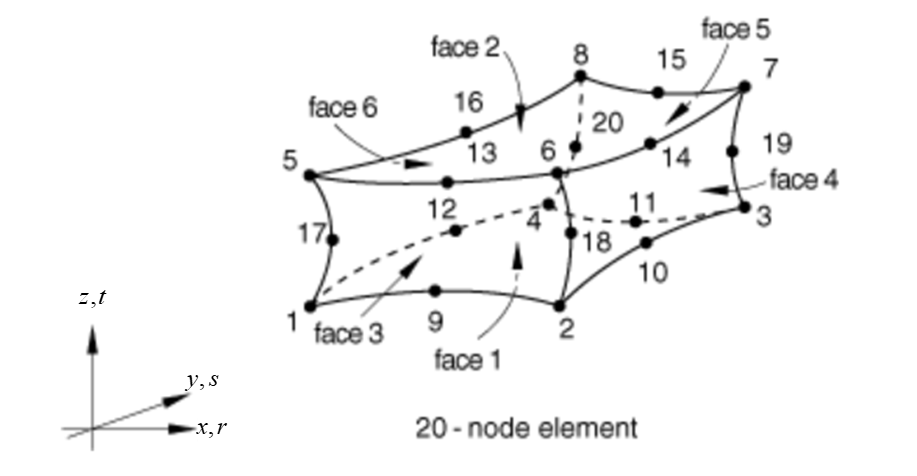 face 5
face 2
8
15
7
face 6
16
20
13
6
14
19
5
face 4
12
4
11
3
17
18
10
z,t
1
9
2
face 3
face 1
y,s
x,r
20 - node element